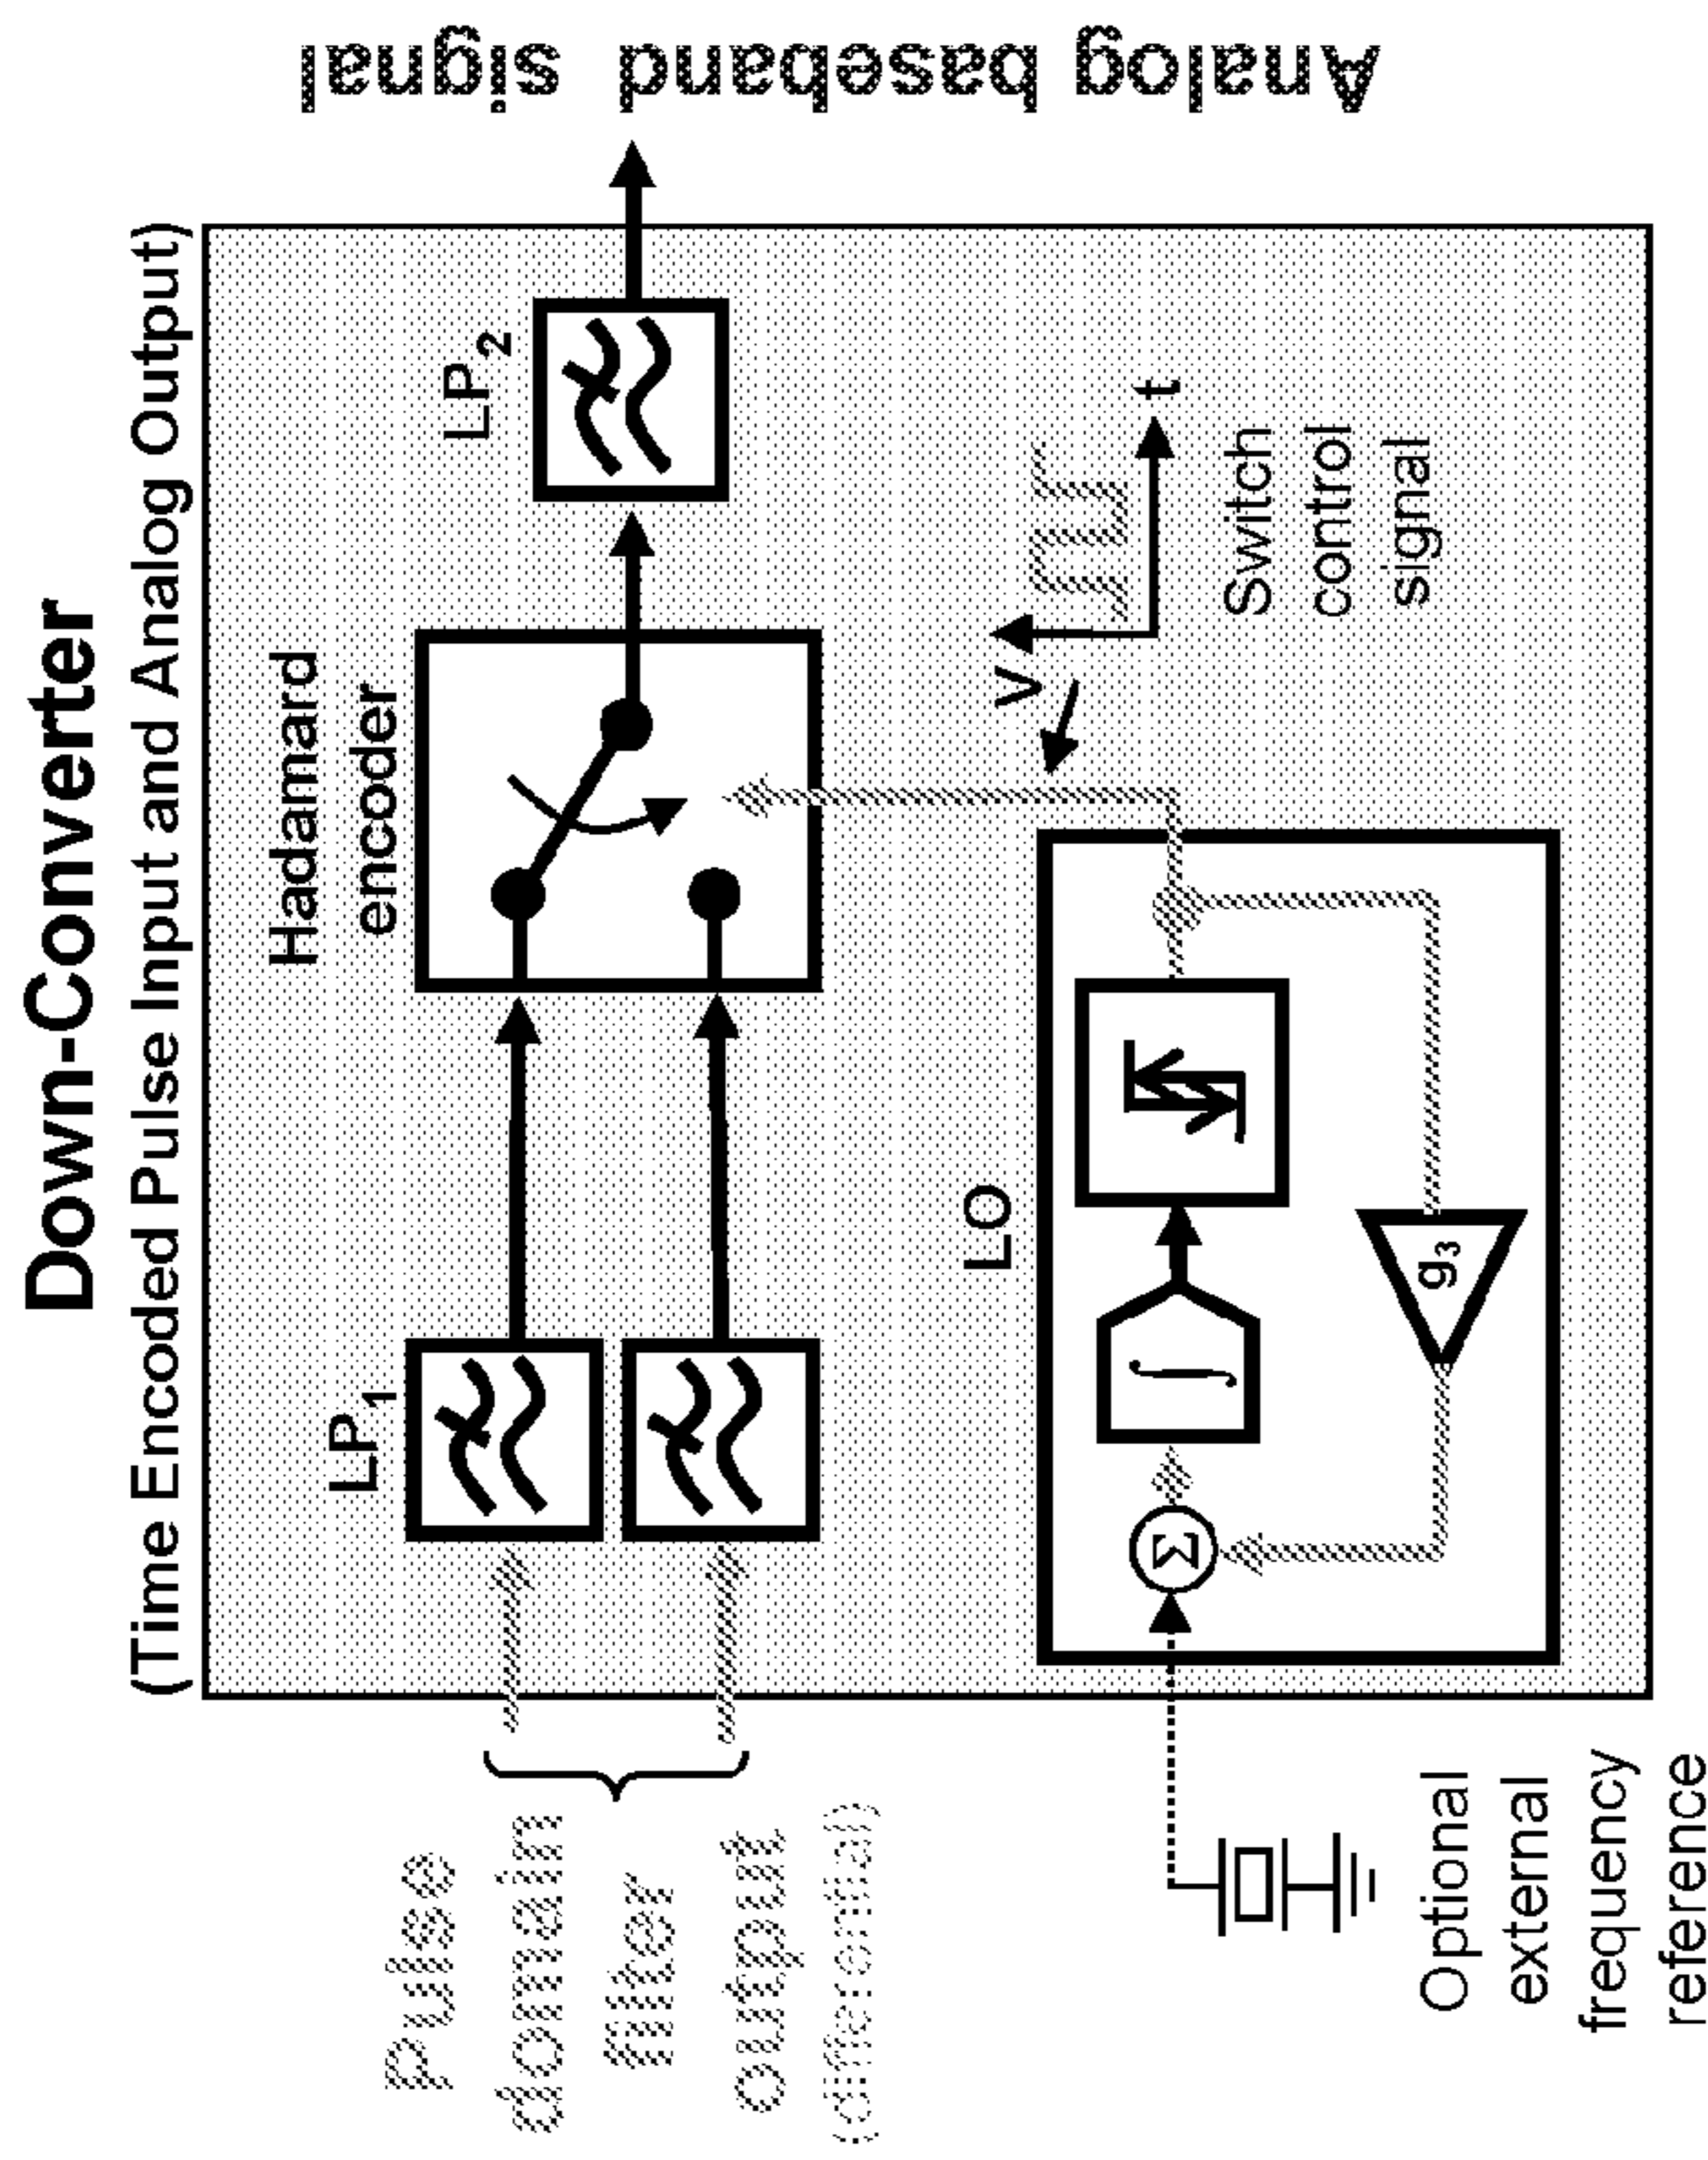 Down-Converter
(Time Encoded Pulse Input and Analog Output)
Pulse
domain
filter
output
(differential)
LP1
Hadamard
encoder
LP2
Analog baseband signal
LO
Σ
∫
g3
V
t
Switch
control
signal
Optional
external
frequency
reference